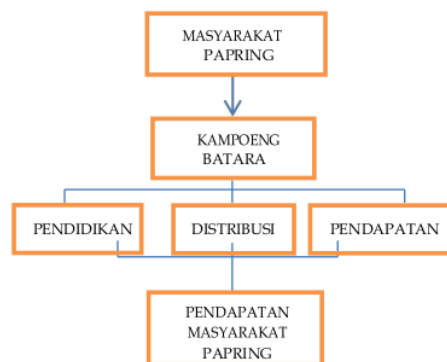 MASYARAKAT
PAPRING
KAMPOENG
BATARA
PENDIDIKAN
DISTRIBUSI
PENDAPATAN
PENDAPATAN
MASYARAKAT
PAPRING